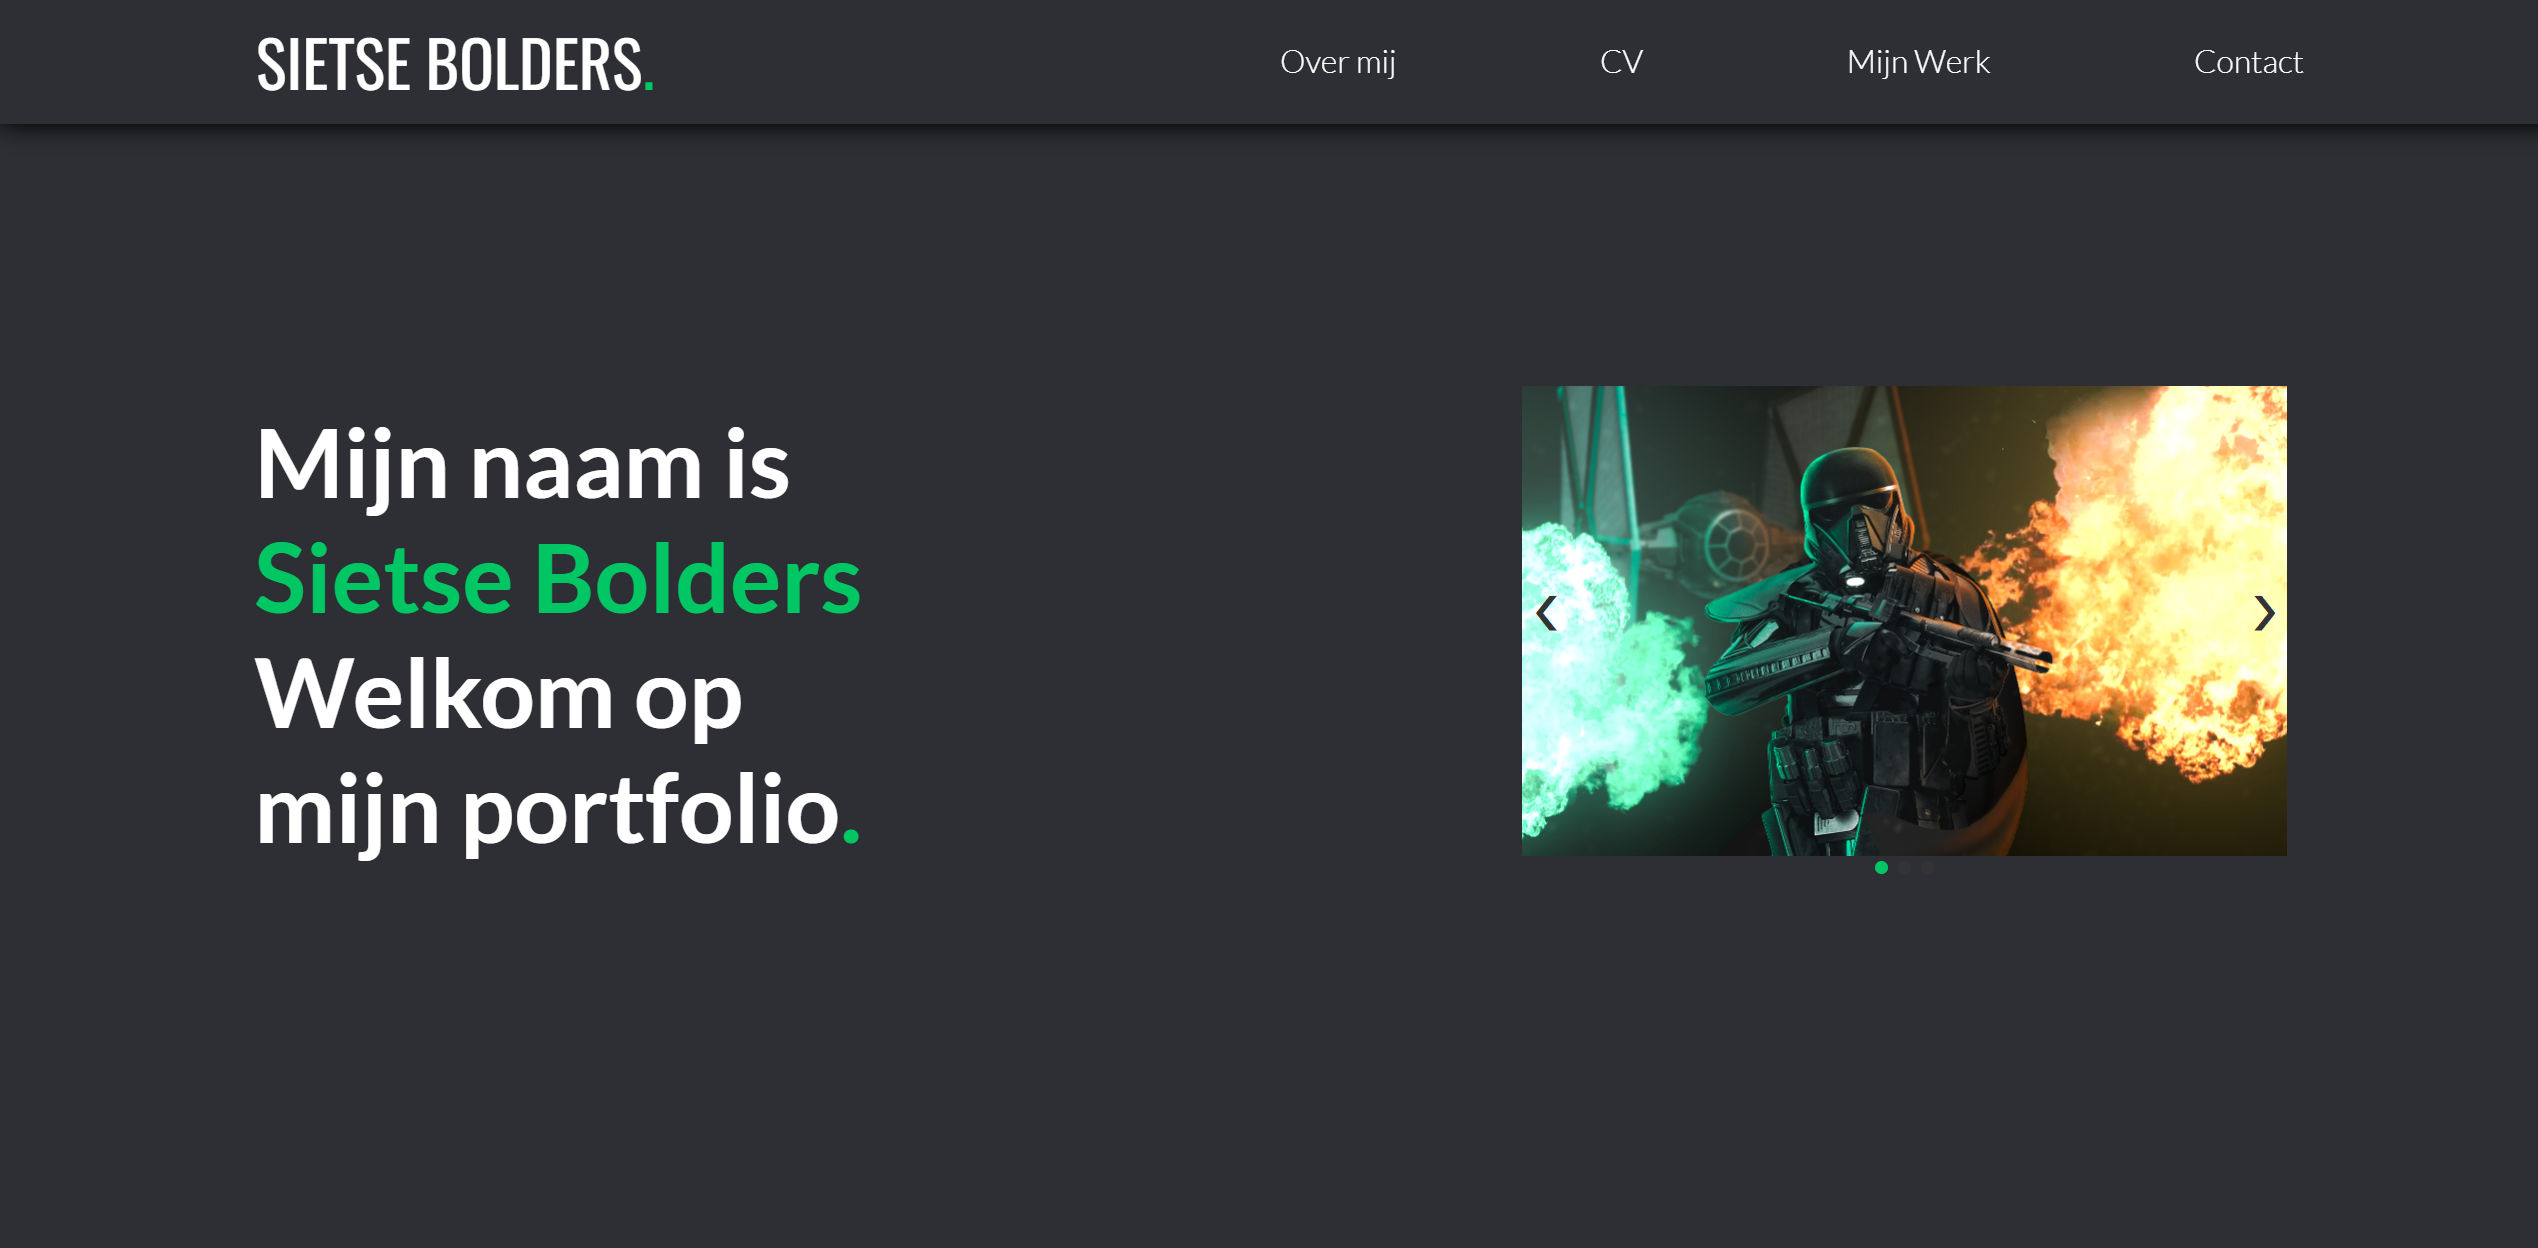 SIETSE BOLDERS.
Over mij
CV
Mijn Werk
Contact
Mijn naam is
Sietse Bolders
Welkom op
mijn portfolio.